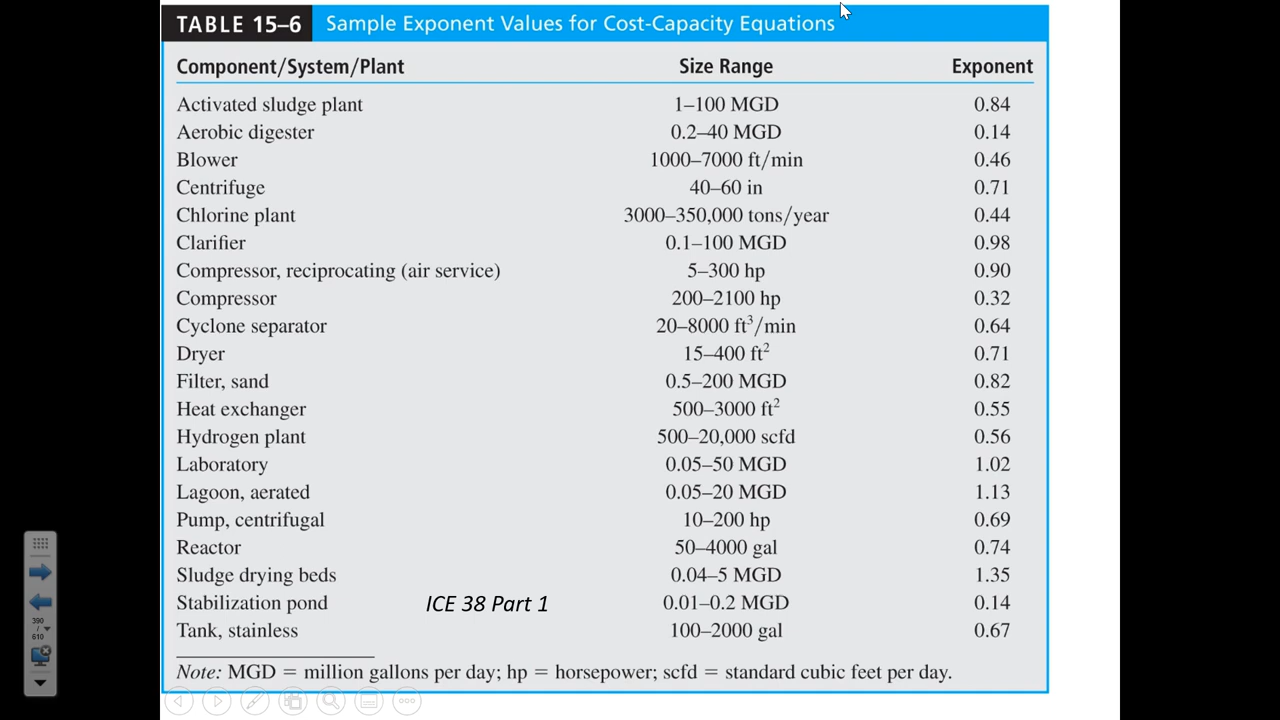 TABLE 15–6 Sample Exponent Values for Cost-Capacity Equations
Component/System/Plant Size Range Exponent
Activated sludge plant 1–100 MGD 0.84
Aerobic digester 0.2–40 MGD 0.14
Blower 1000–7000 ft/min 0.46
Centrifuge 40–60 in 0.71
Chlorine plant 3000–350,000 tons/year 0.44
Clarifier 0.1–100 MGD 0.98
Compressor, reciprocating (air service) 5–300 hp 0.90
Compressor 200–2100 hp 0.32
Cyclone separator 20–8000 ft³/min 0.64
Dryer 15–400 ft² 0.71
Filter, sand 0.5–200 MGD 0.82
Heat exchanger 500–3000 ft² 0.55
Hydrogen plant 500–20,000 scfd 0.56
Laboratory 0.05–50 MGD 1.02
Lagoon, aerated 0.05–20 MGD 1.13
Pump, centrifugal 10–200 hp 0.69
Reactor 50–4000 gal 0.74
Sludge drying beds 0.04–5 MGD 1.35
Stabilization pond ICE 38 Part 1 0.01–0.2 MGD 0.14
Tank, stainless 100–2000 gal 0.67
Note: MGD = million gallons per day; hp = horsepower; scfd = standard cubic feet per day.
390
/
610